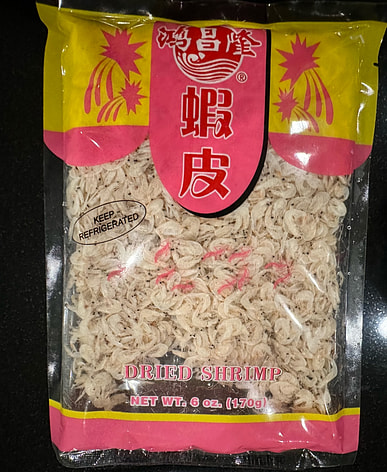 鴻昌隆
®
蝦
皮
KEEP
REFRIGERATED
DRIED SHRIMP
NET WT. 6 oz. (170g)